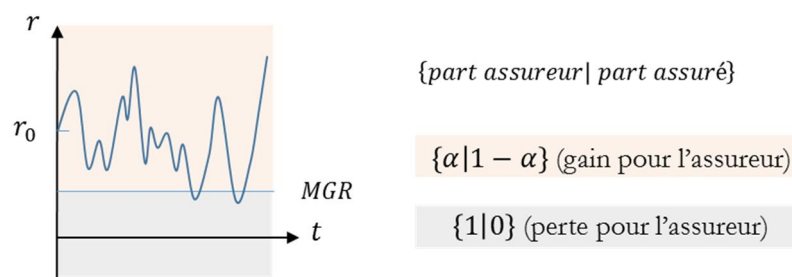 r
r₀
MGR
t
{part assureur| part assuré}
{α|1 − α} (gain pour l’assureur)
{1|0} (perte pour l’assureur)